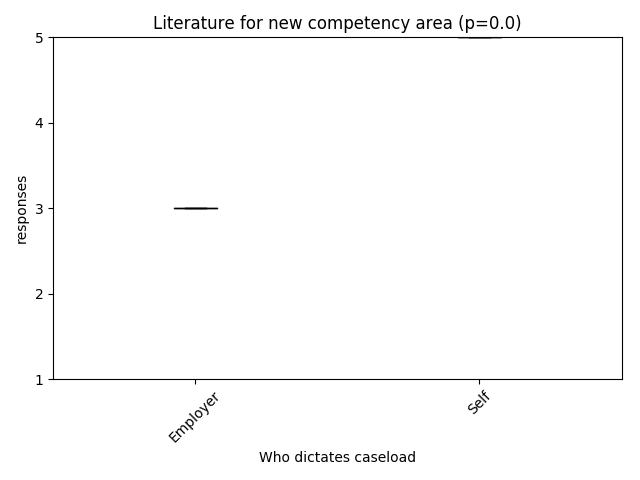 Literature for new competency area (p=0.0)
5
4
3
2
1
responses
Employer
Self
Who dictates caseload